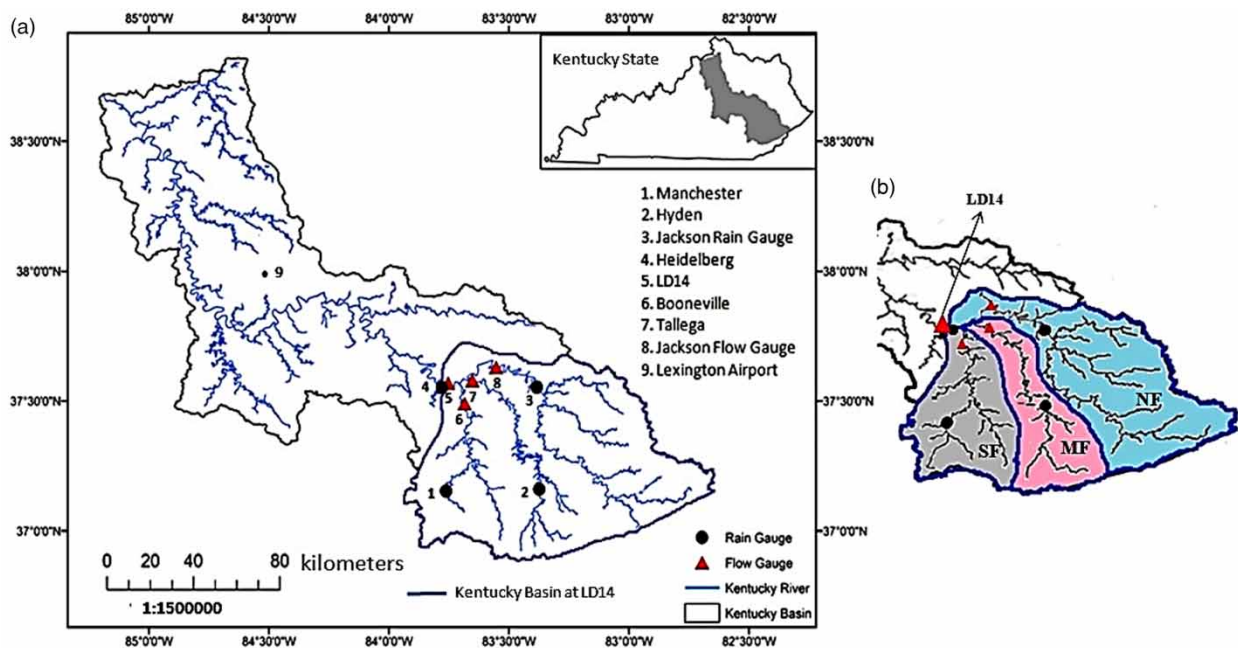 (a)
85°0'0"W 84°30'0"W 84°0'0"W 83°30'0"W 83°0'0"W 82°30'0"W
Kentucky State
38°30'0"N
38°30'0"N
1. Manchester
2. Hyden
3. Jackson Rain Gauge
4. Heidelberg
5. LD14
6. Booneville
7. Tallega
8. Jackson Flow Gauge
9. Lexington Airport
38°0'0"N
9
38°0'0"N
37°30'0"N
4
5
6
7
8
3
37°30'0"N
1
2
37°0'0"N
37°0'0"N
Rain Gauge
Flow Gauge
Kentucky River
Kentucky Basin
0 20 40 80
kilometers
1:1500000
Kentucky Basin at LD14
85°0'0"W 84°30'0"W 84°0'0"W 83°30'0"W 83°0'0"W 82°30'0"W
(b)
LD14
NF
MF
SF